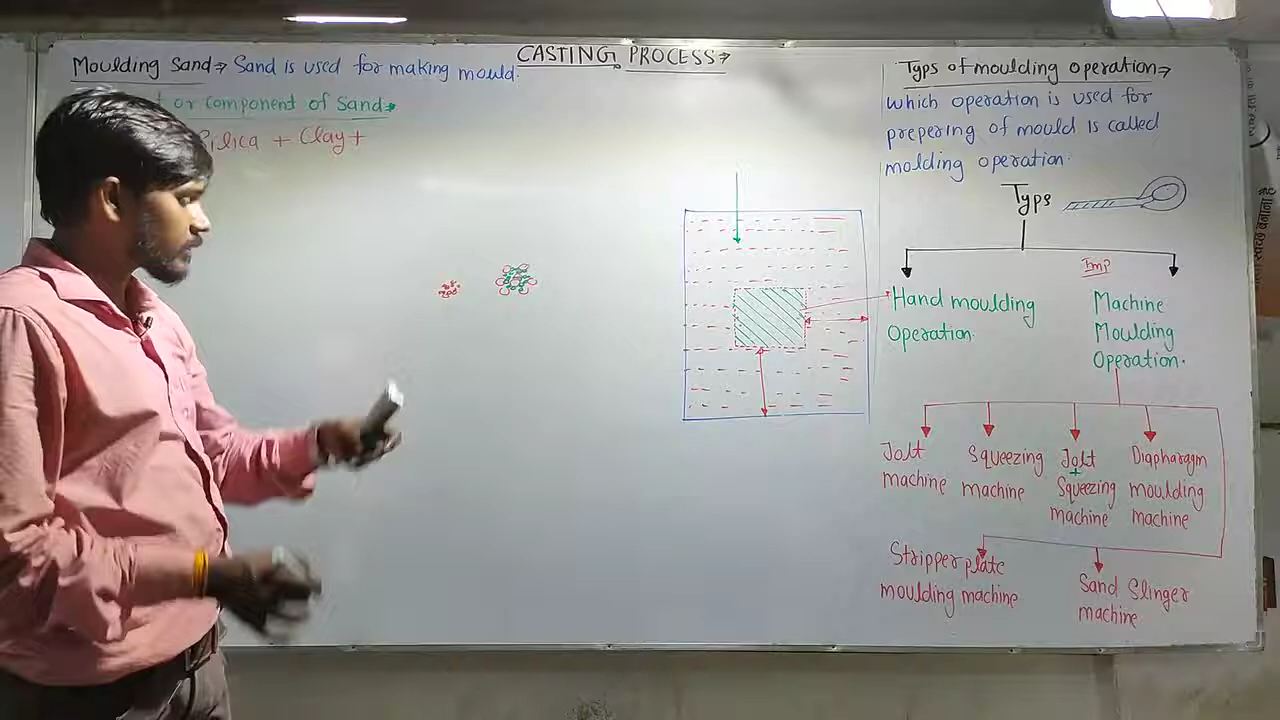 CASTING PROCESS
Moulding Sand → Sand is used for making mould.
or component of Sand
Silica + Clay +
Typs of moulding operation
which operation is used for
prepering of mould is called
molding operation.
Typs
Imp
Hand moulding
Operation.
Machine
Moulding
Operation.
Jolt
machine
Squeezing
machine
Jolt
+
Squeezing
machine
Diapharagm
moulding
machine
Stripper plate
moulding machine
Sand Slinger
machine